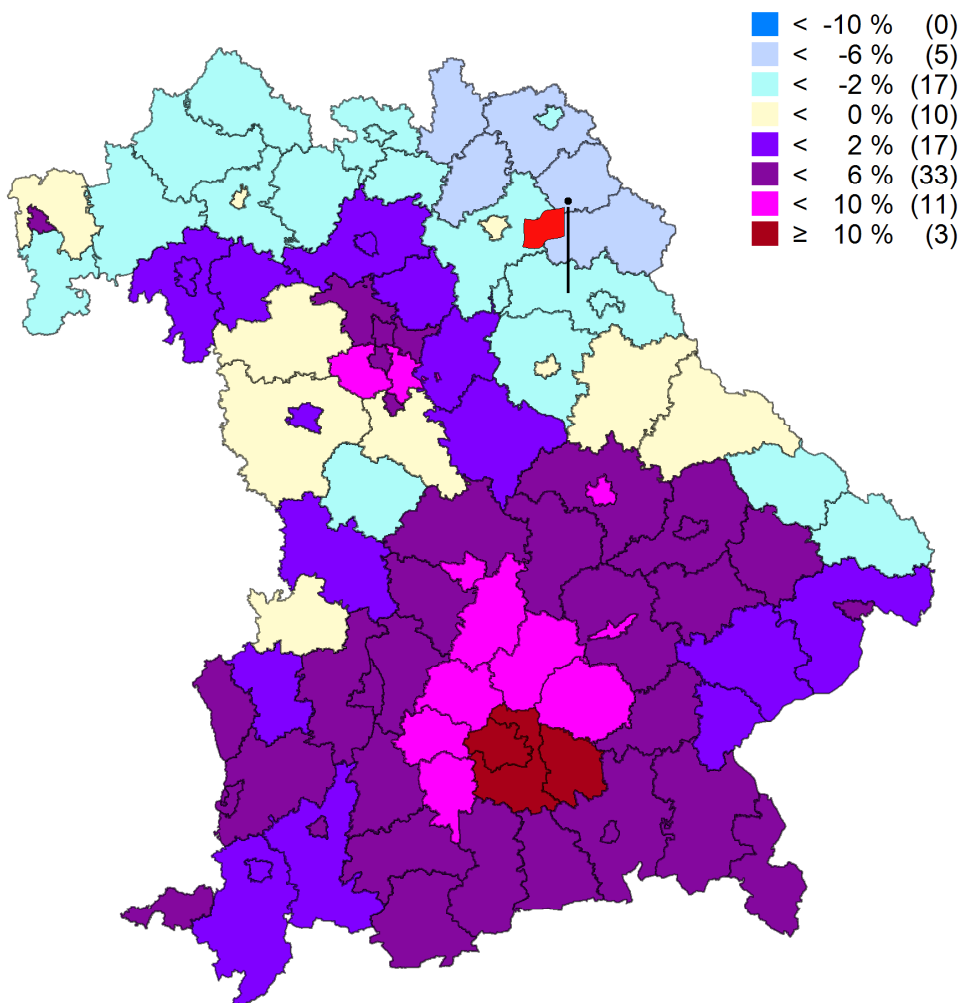 < -10 % (0)
< -6 % (5)
< -2 % (17)
< 0 % (10)
< 2 % (17)
< 6 % (33)
< 10 % (11)
≥ 10 % (3)